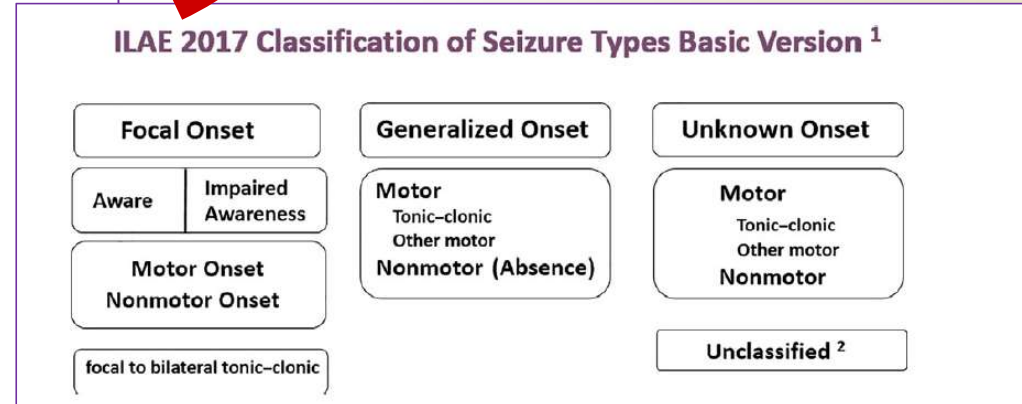 ILAE 2017 Classification of Seizure Types Basic Version ¹
Focal Onset
Aware
Impaired
Awareness
Motor Onset
Nonmotor Onset
focal to bilateral tonic–clonic
Generalized Onset
Motor
Tonic–clonic
Other motor
Nonmotor (Absence)
Unknown Onset
Motor
Tonic–clonic
Other motor
Nonmotor
Unclassified ²